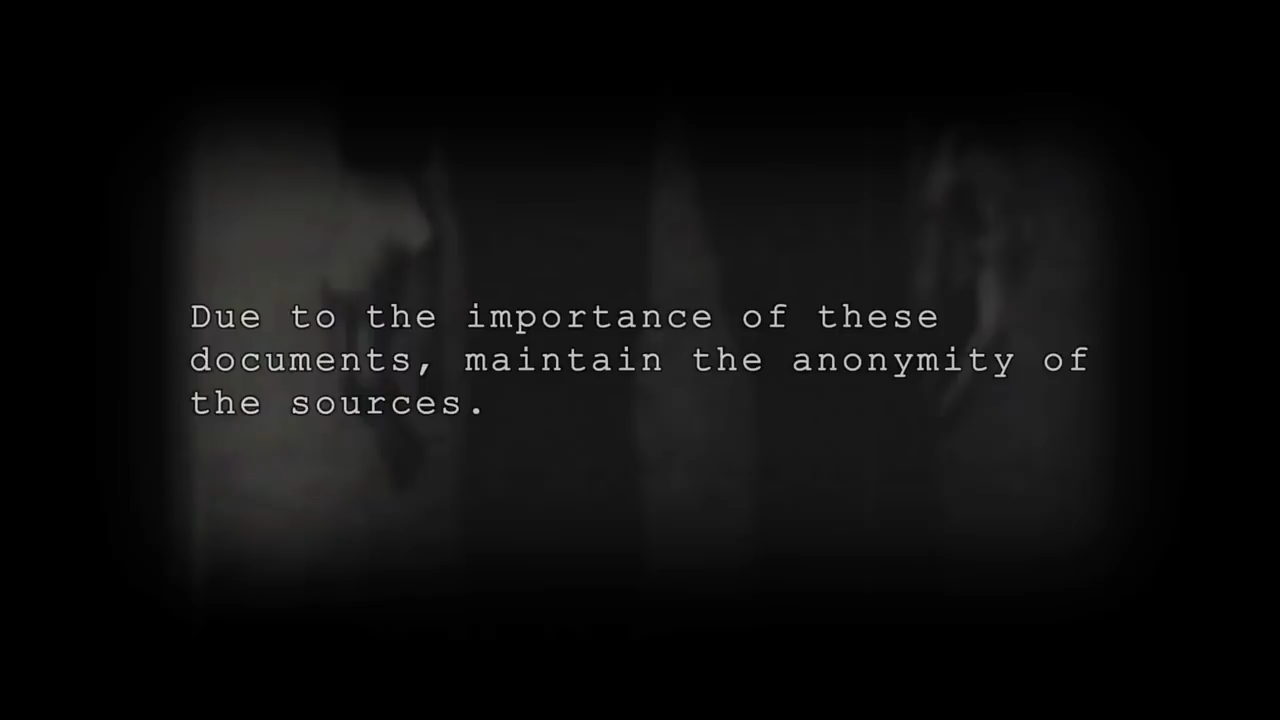 Due to the importance of these
documents, maintain the anonymity of
the sources.